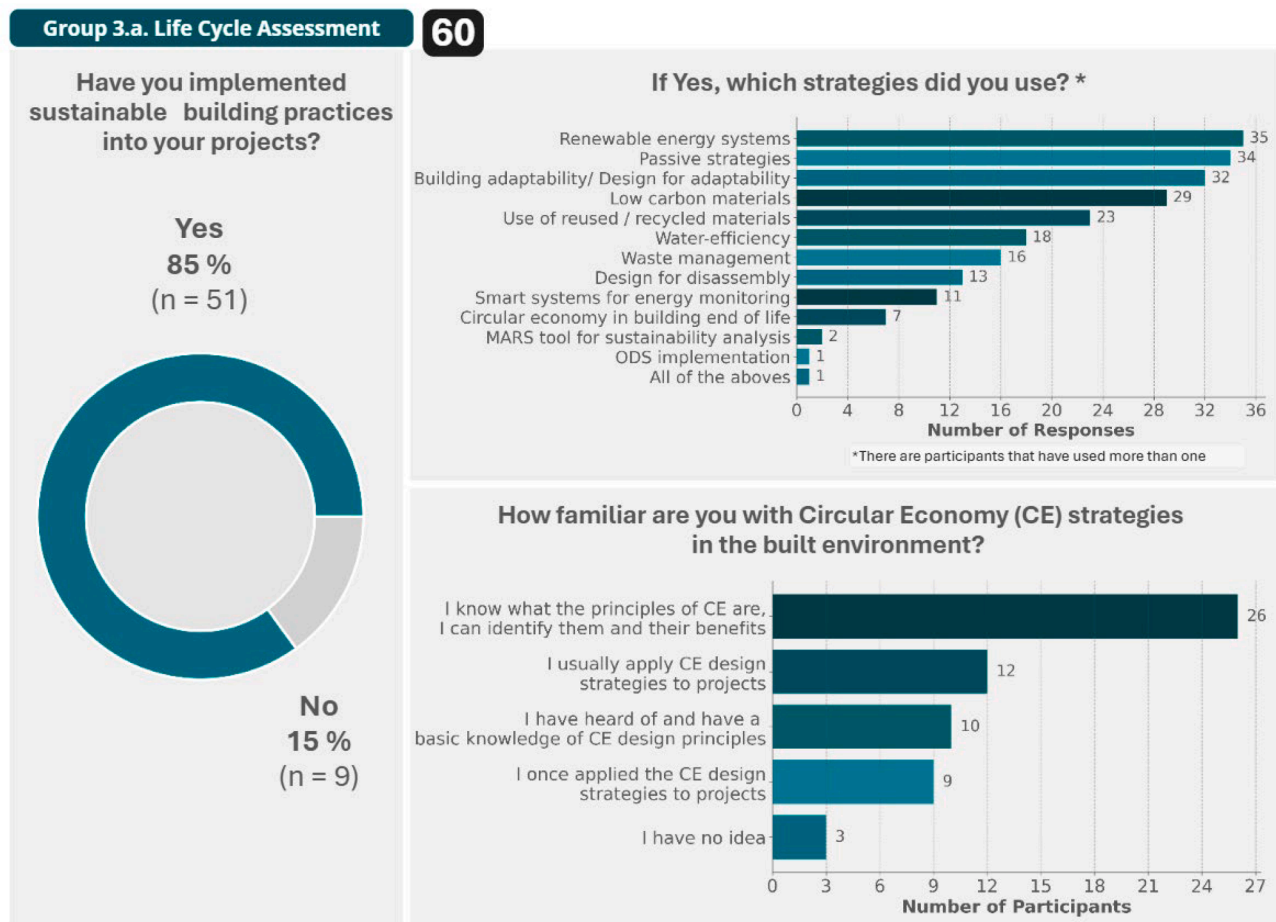 Group 3.a. Life Cycle Assessment
60
Have you implemented
sustainable building practices
into your projects?
Yes
85 %
(n = 51)
No
15 %
(n = 9)
If Yes, which strategies did you use? *
Renewable energy systems 35
Passive strategies 34
Building adaptability/ Design for adaptability 32
Low carbon materials 29
Use of reused / recycled materials 23
Water-efficiency 18
Waste management 16
Design for disassembly 13
Smart systems for energy monitoring 11
Circular economy in building end of life 7
MARS tool for sustainability analysis 2
ODS implementation 1
All of the aboves 1
0 4 8 12 16 20 24 28 32 36
Number of Responses
*There are participants that have used more than one
How familiar are you with Circular Economy (CE) strategies
in the built environment?
I know what the principles of CE are,
I can identify them and their benefits
26
I usually apply CE design
strategies to projects
12
I have heard of and have a
basic knowledge of CE design principles
10
I once applied the CE design
strategies to projects
9
I have no idea 3
0 3 6 9 12 15 18 21 24 27
Number of Participants